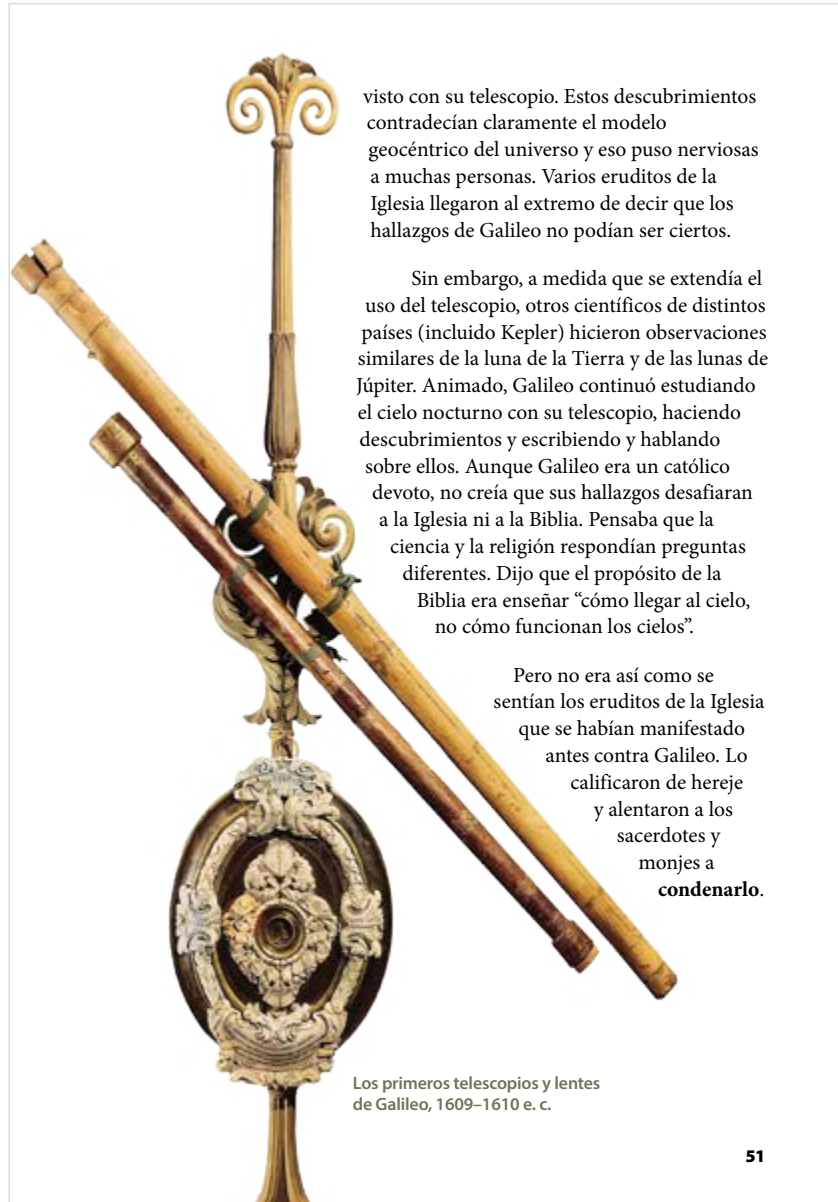 visto con su telescopio. Estos descubrimientos
contradecían claramente el modelo
geocéntrico del universo y eso puso nerviosas
a muchas personas. Varios eruditos de la
Iglesia llegaron al extremo de decir que los
hallazgos de Galileo no podían ser ciertos.
Sin embargo, a medida que se extendía el
uso del telescopio, otros científicos de distintos
países (incluido Kepler) hicieron observaciones
similares de la luna de la Tierra y de las lunas de
Júpiter. Animado, Galileo continuó estudiando
el cielo nocturno con su telescopio, haciendo
descubrimientos y escribiendo y hablando
sobre ellos. Aunque Galileo era un católico
devoto, no creía que sus hallazgos desafiaran
a la Iglesia ni a la Biblia. Pensaba que la
ciencia y la religión respondían preguntas
diferentes. Dijo que el propósito de la
Biblia era enseñar “cómo llegar al cielo,
no cómo funcionan los cielos”.
Pero no era así como se
sentían los eruditos de la Iglesia
que se habían manifestado
antes contra Galileo. Lo
calificaron de hereje
y alentaron a los
sacerdotes y
monjes a
condenarlo.
Los primeros telescopios y lentes
de Galileo, 1609–1610 e. c.
51